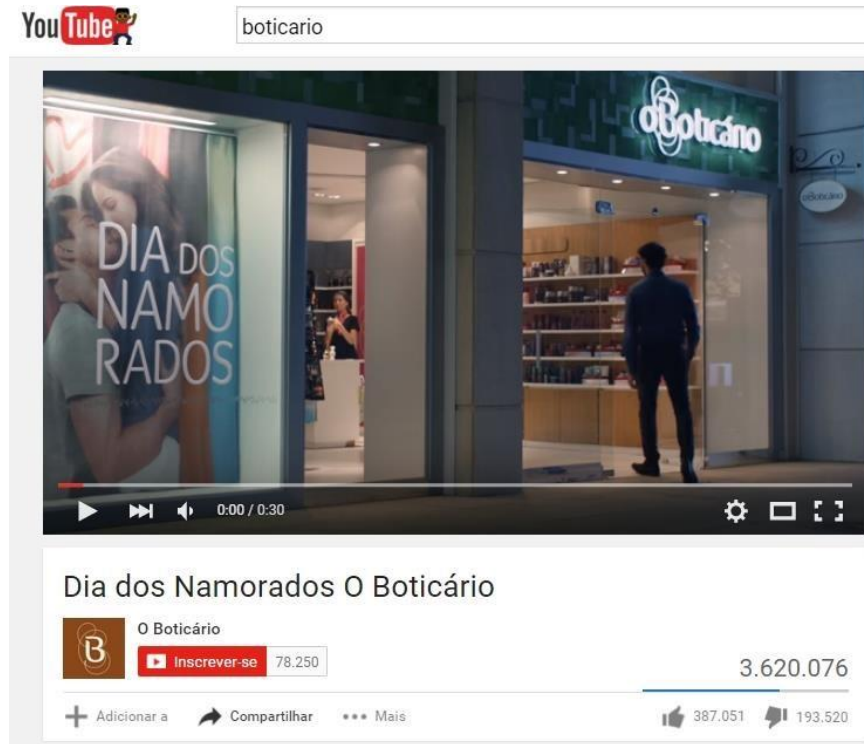 YouTube
boticario
oBoticário
oBoticário
DIA DOS
NAMO
RADOS
0:00 / 0:30
Dia dos Namorados O Boticário
O Boticário
B
Inscrever-se 78.250
3.620.076
Adicionar a Compartilhar Mais 387.051 193.520